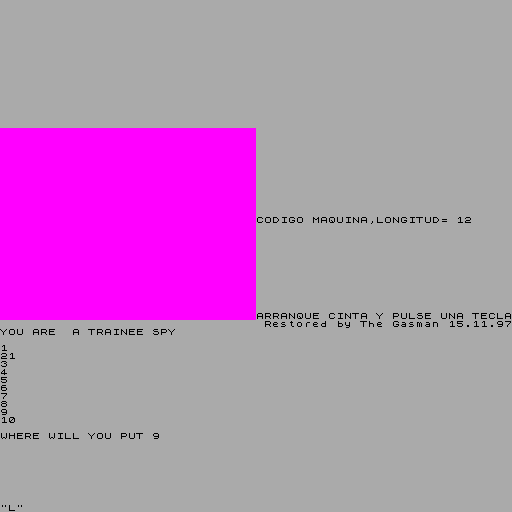 CODIGO MAQUINA,LONGITUD= 12
ARRANQUE CINTA Y PULSE UNA TECLA
Restored by The Gasman 15.11.97
YOU ARE  A TRAINEE SPY
1
21
3
4
5
6
7
8
9
10
WHERE WILL YOU PUT 9
"L"